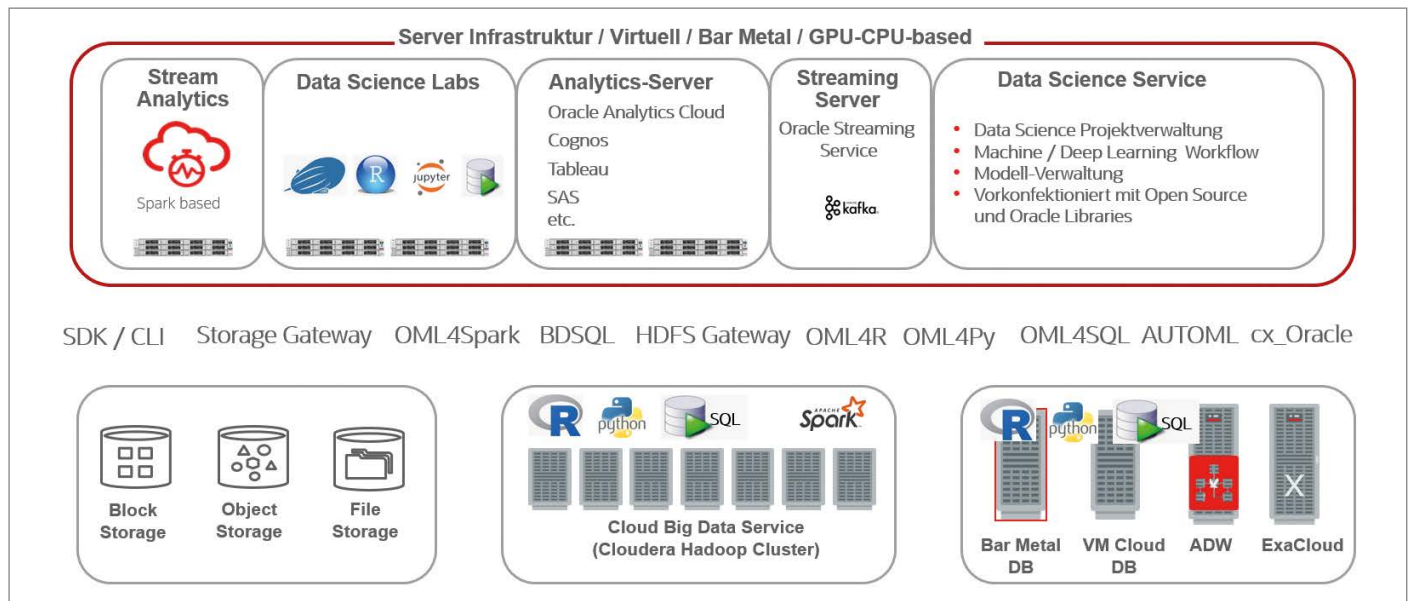 Server Infrastruktur / Virtuell / Bar Metal / GPU-CPU-based
Stream
Analytics
Spark based
Data Science Labs
R
jupyter
Analytics-Server
Oracle Analytics Cloud
Cognos
Tableau
SAS
etc.
Streaming
Server
Oracle Streaming
Service
kafka
Data Science Service
• Data Science Projektverwaltung
• Machine / Deep Learning Workflow
• Modell-Verwaltung
• Vorkonfektioniert mit Open Source
und Oracle Libraries
SDK / CLI Storage Gateway OML4Spark BDSQL HDFS Gateway OML4R OML4Py OML4SQL AUTOML cx_Oracle
Block
Storage
Object
Storage
File
Storage
R python SQL APACHE Spark
Cloud Big Data Service
(Cloudera Hadoop Cluster)
R python SQL
X
Bar Metal
DB
VM Cloud
DB
ADW
ExaCloud